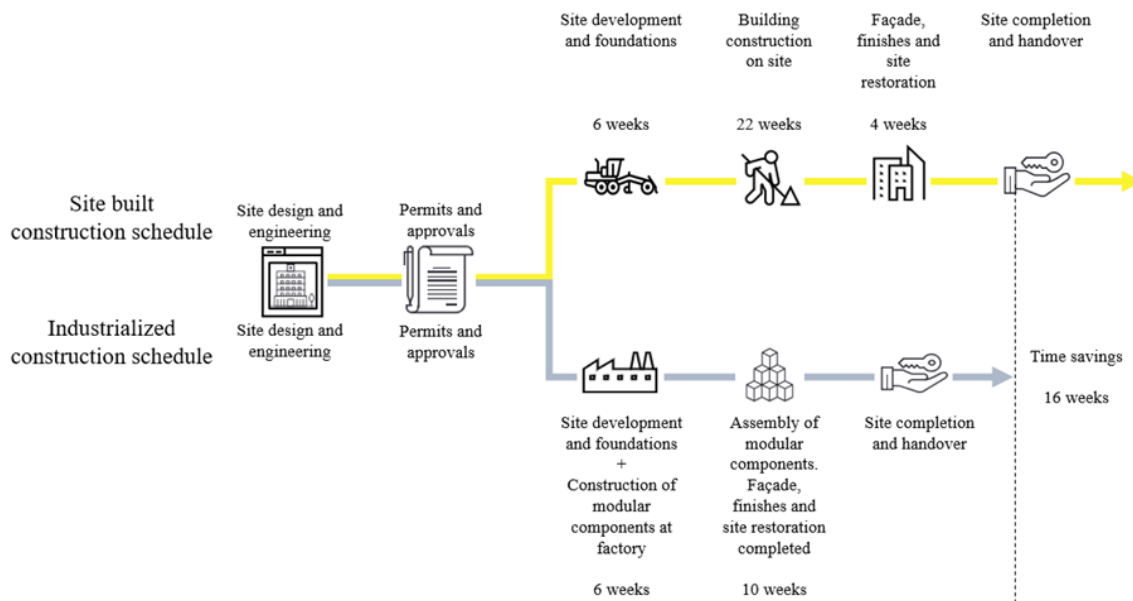 Site development
and foundations
6 weeks
Building
construction
on site
22 weeks
Façade,
finishes and
site
restoration
4 weeks
Site completion
and handover
Site built
construction schedule
Site design and
engineering
Permits and
approvals
Industrialized
construction schedule
Site design and
engineering
Permits and
approvals
Site development
and foundations
+
Construction of
modular
components at
factory
6 weeks
Assembly of
modular
components.
Façade,
finishes and
site restoration
completed
10 weeks
Site completion
and handover
Time savings
16 weeks